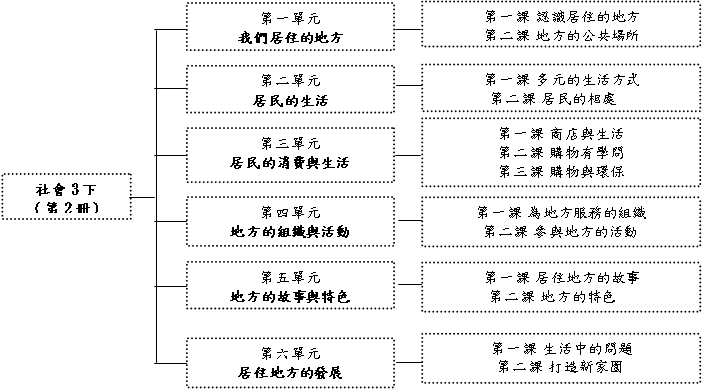 社會3下
（第2冊）
第一單元
我們居住的地方
第一課 認識居住的地方
第二課 地方的公共場所
第二單元
居民的生活
第一課 多元的生活方式
第二課 居民的相處
第三單元
居民的消費與生活
第一課 商店與生活
第二課 購物有學問
第三課 購物與環保
第四單元
地方的組織與活動
第一課 為地方服務的組織
第二課 參與地方的活動
第五單元
地方的故事與特色
第一課 居住地方的故事
第二課 地方的特色
第六單元
居住地方的發展
第一課 生活中的問題
第二課 打造新家園